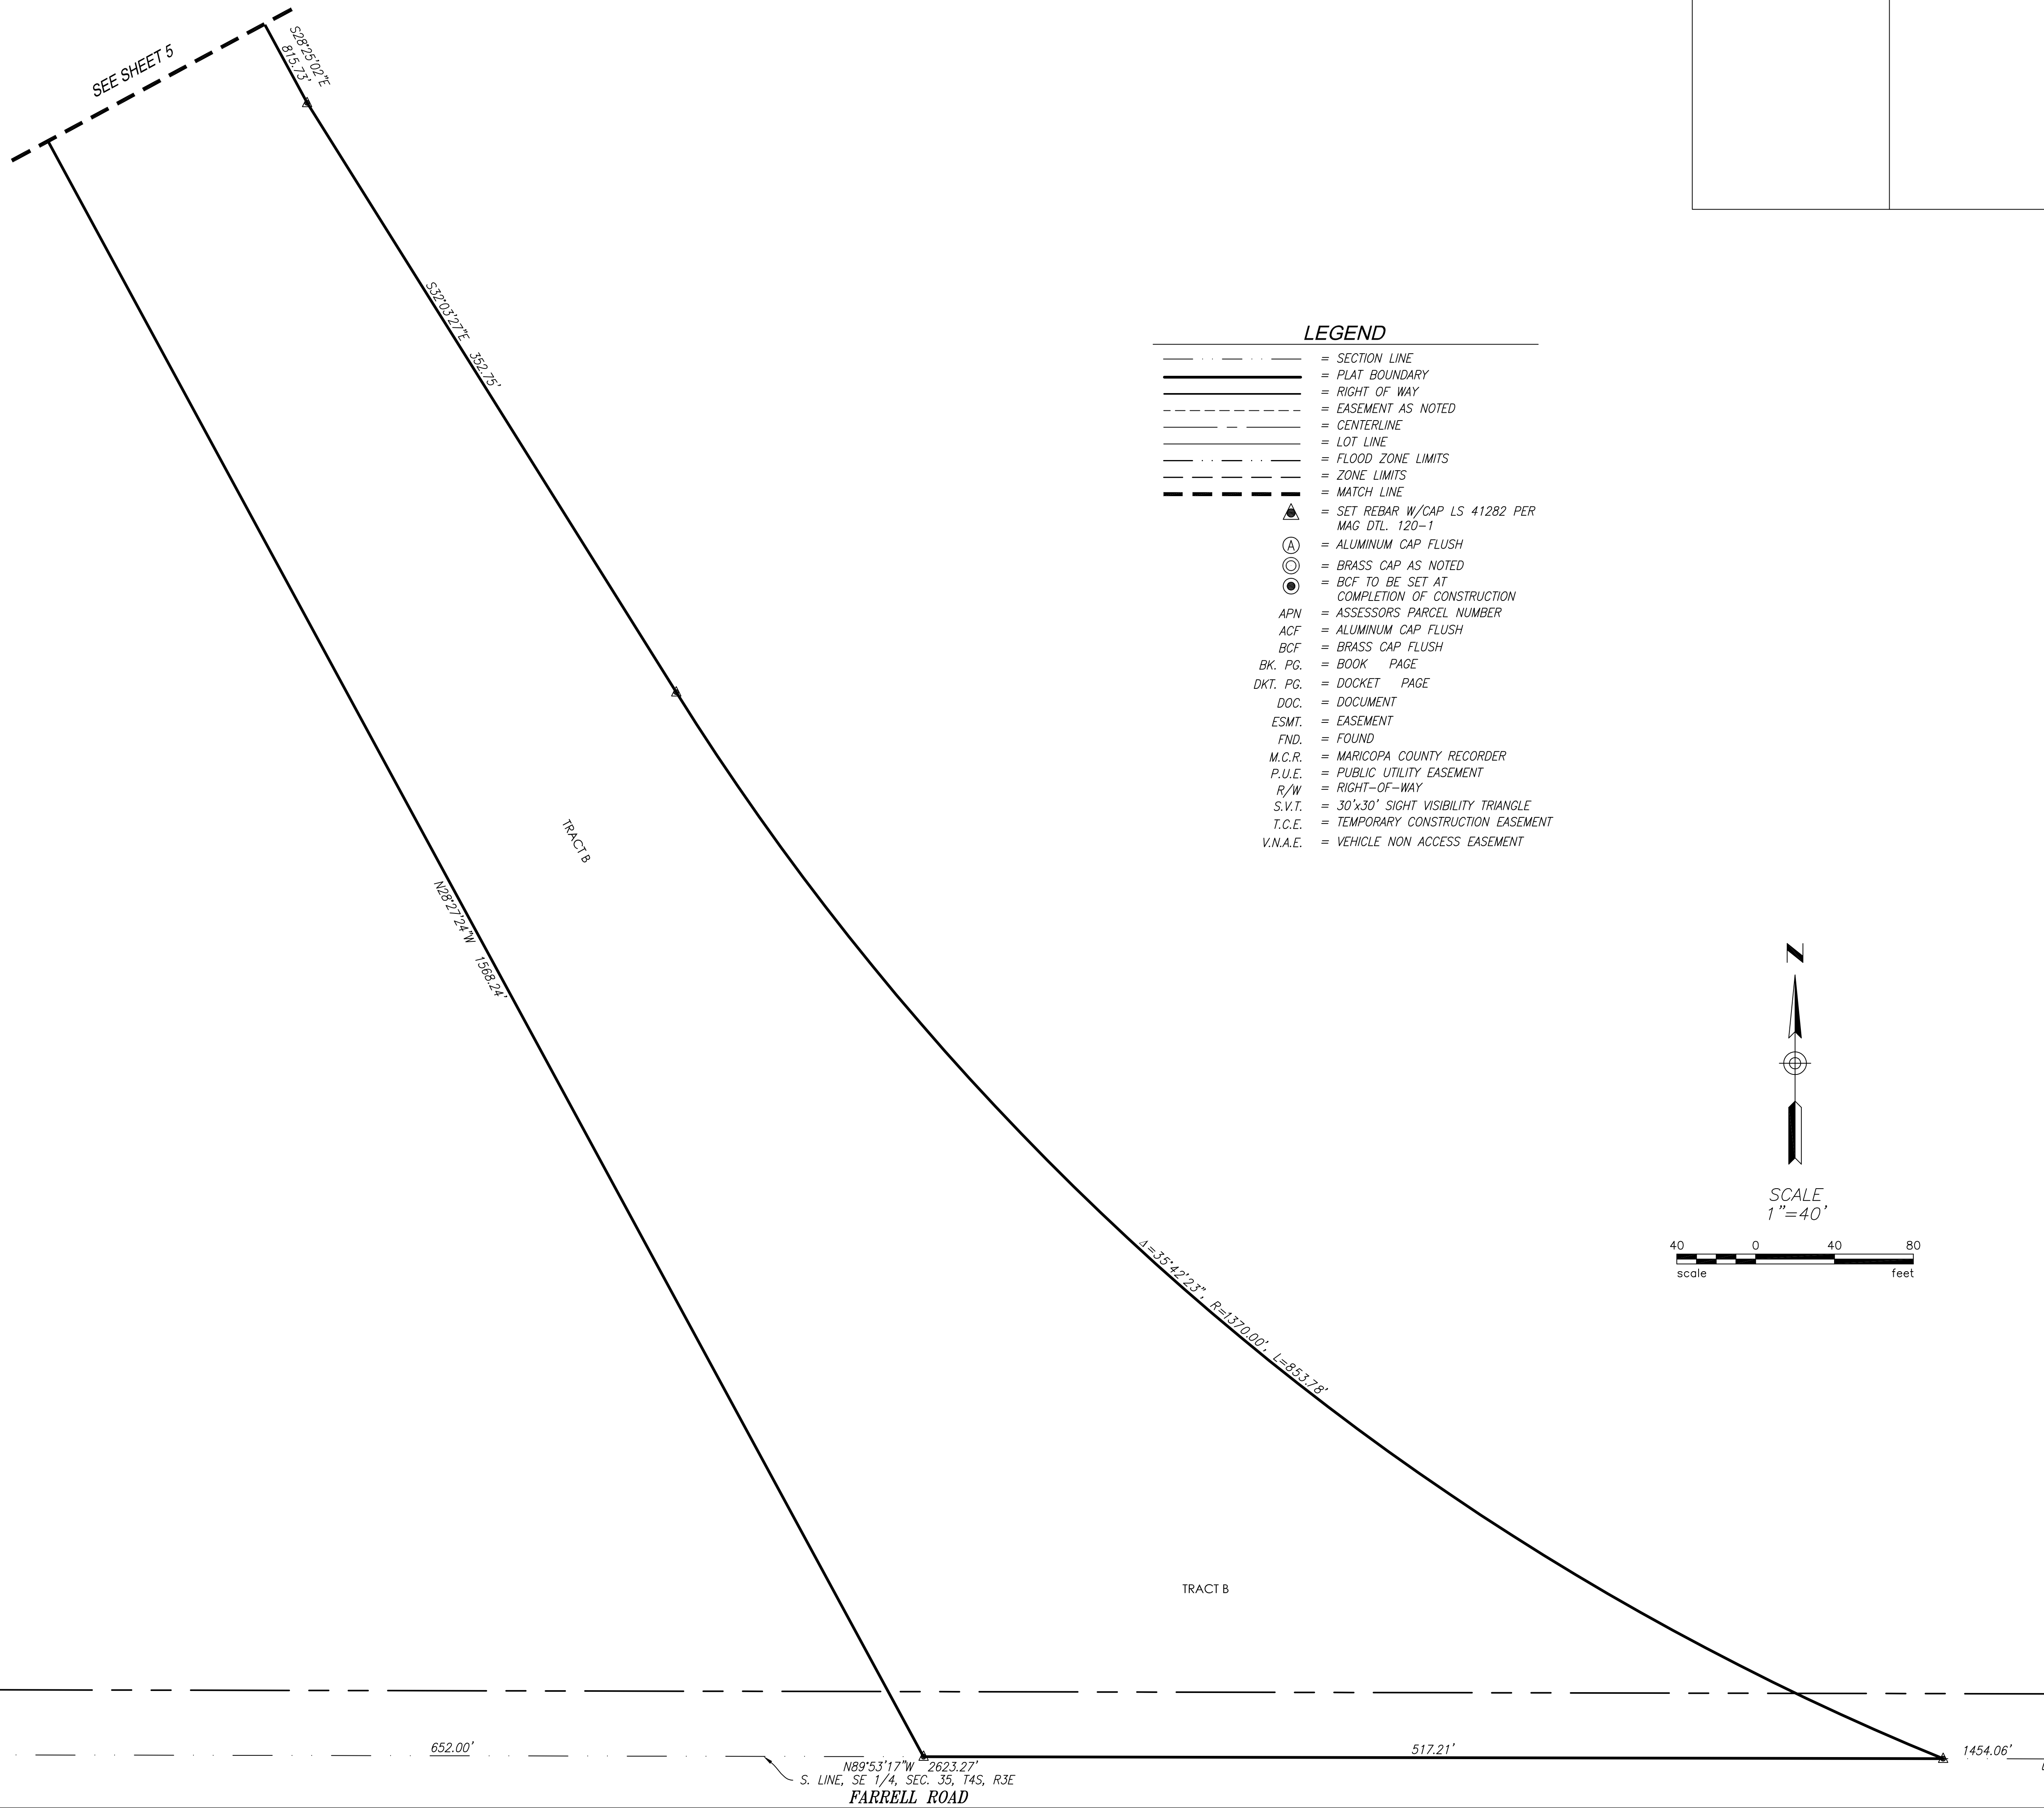 SEE SHEET 5
S28°25'02"E
815.73'
S32°03'27"E 352.75'
LEGEND
= SECTION LINE
= PLAT BOUNDARY
= RIGHT OF WAY
= EASEMENT AS NOTED
= CENTERLINE
= LOT LINE
= FLOOD ZONE LIMITS
= ZONE LIMITS
= MATCH LINE
= SET REBAR W/CAP LS 41282 PER
MAG DTL. 120-1
A = ALUMINUM CAP FLUSH
= BRASS CAP AS NOTED
= BCF TO BE SET AT
COMPLETION OF CONSTRUCTION
APN = ASSESSORS PARCEL NUMBER
ACF = ALUMINUM CAP FLUSH
BCF = BRASS CAP FLUSH
BK. PG. = BOOK PAGE
DKT. PG. = DOCKET PAGE
DOC. = DOCUMENT
ESMT. = EASEMENT
FND. = FOUND
M.C.R. = MARICOPA COUNTY RECORDER
P.U.E. = PUBLIC UTILITY EASEMENT
R/W = RIGHT-OF-WAY
S.V.T. = 30'x30' SIGHT VISIBILITY TRIANGLE
T.C.E. = TEMPORARY CONSTRUCTION EASEMENT
V.N.A.E. = VEHICLE NON ACCESS EASEMENT
TRACT B
N28°27'24"W 1568.24'
N
SCALE
1"=40'
40 0 40 80
scale feet
Δ=35°42'23", R=1370.00', L=853.78'
TRACT B
652.00'
517.21'
1454.06'
N89°53'17"W 2623.27'
S. LINE, SE 1/4, SEC. 35, T4S, R3E
FARRELL ROAD